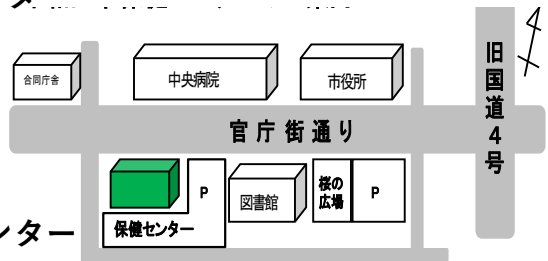 合同庁舎
中央病院
市役所
旧国道4号
官庁街通り
P
図書館
桜の
広場
P
保健センター
ンター